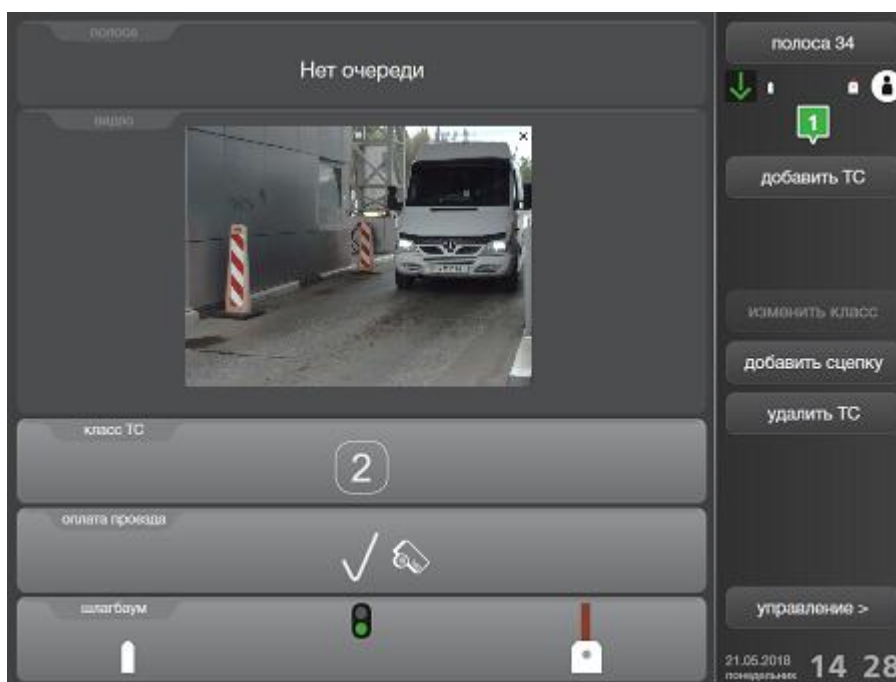 полоса
Нет очереди
видео
класс ТС
2
оплата проезда
шлагбаум
полоса 34
1
добавить ТС
изменить класс
добавить сцепку
удалить ТС
управление >
21.05.2018
понедельник
14 28